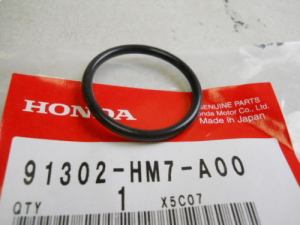 HONDA
GENUINE PARTS
Honda Motor Co., Ltd.
Made in Japan
91302-HM7-A00
QTY 1 X5C07